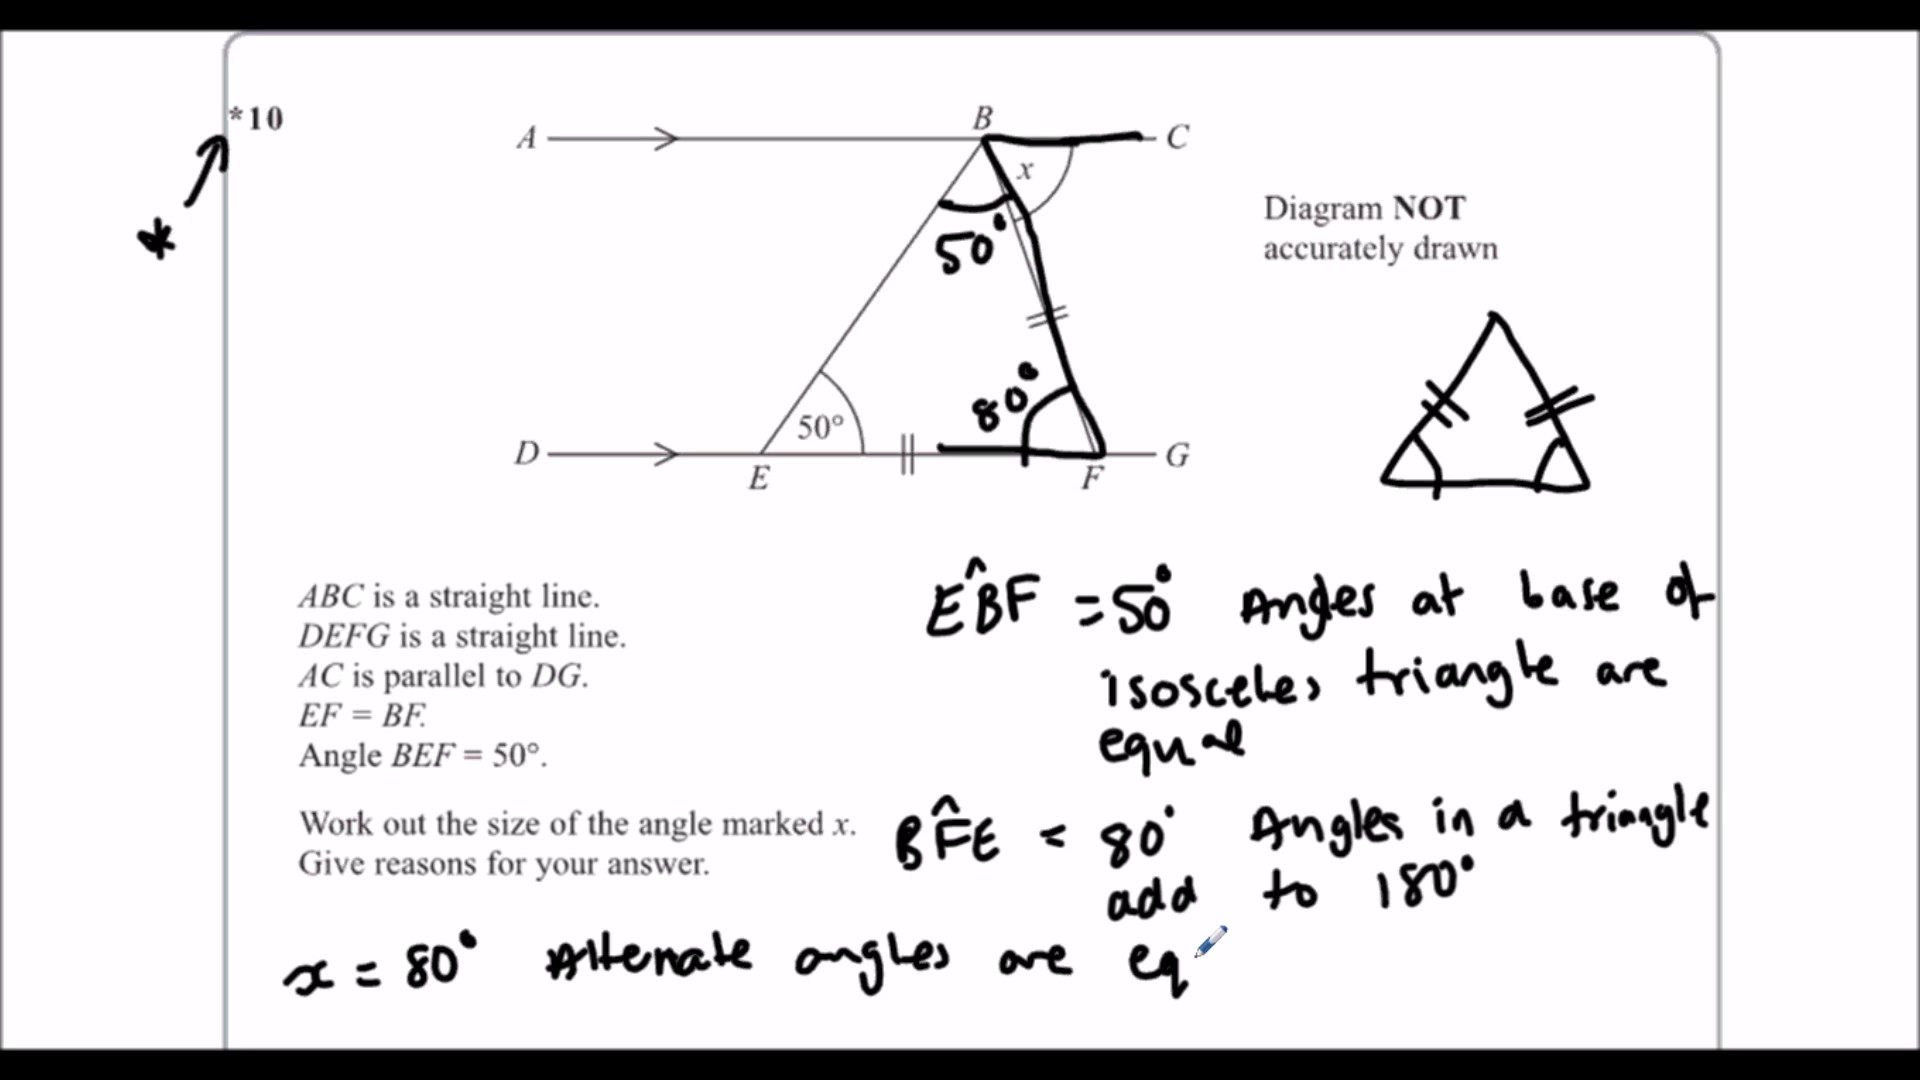 *10
A B C
x
50°
Diagram NOT
accurately drawn
80°
50°
D E F G
ABC is a straight line.
DEFG is a straight line.
AC is parallel to DG.
EF = BF.
Angle BEF = 50°.
Work out the size of the angle marked x.
Give reasons for your answer.
EB̂F = 50° Angles at base of
isosceles triangle are
equal
BF̂E = 80° Angles in a triangle
add to 180°
x = 80° Alternate angles are eq